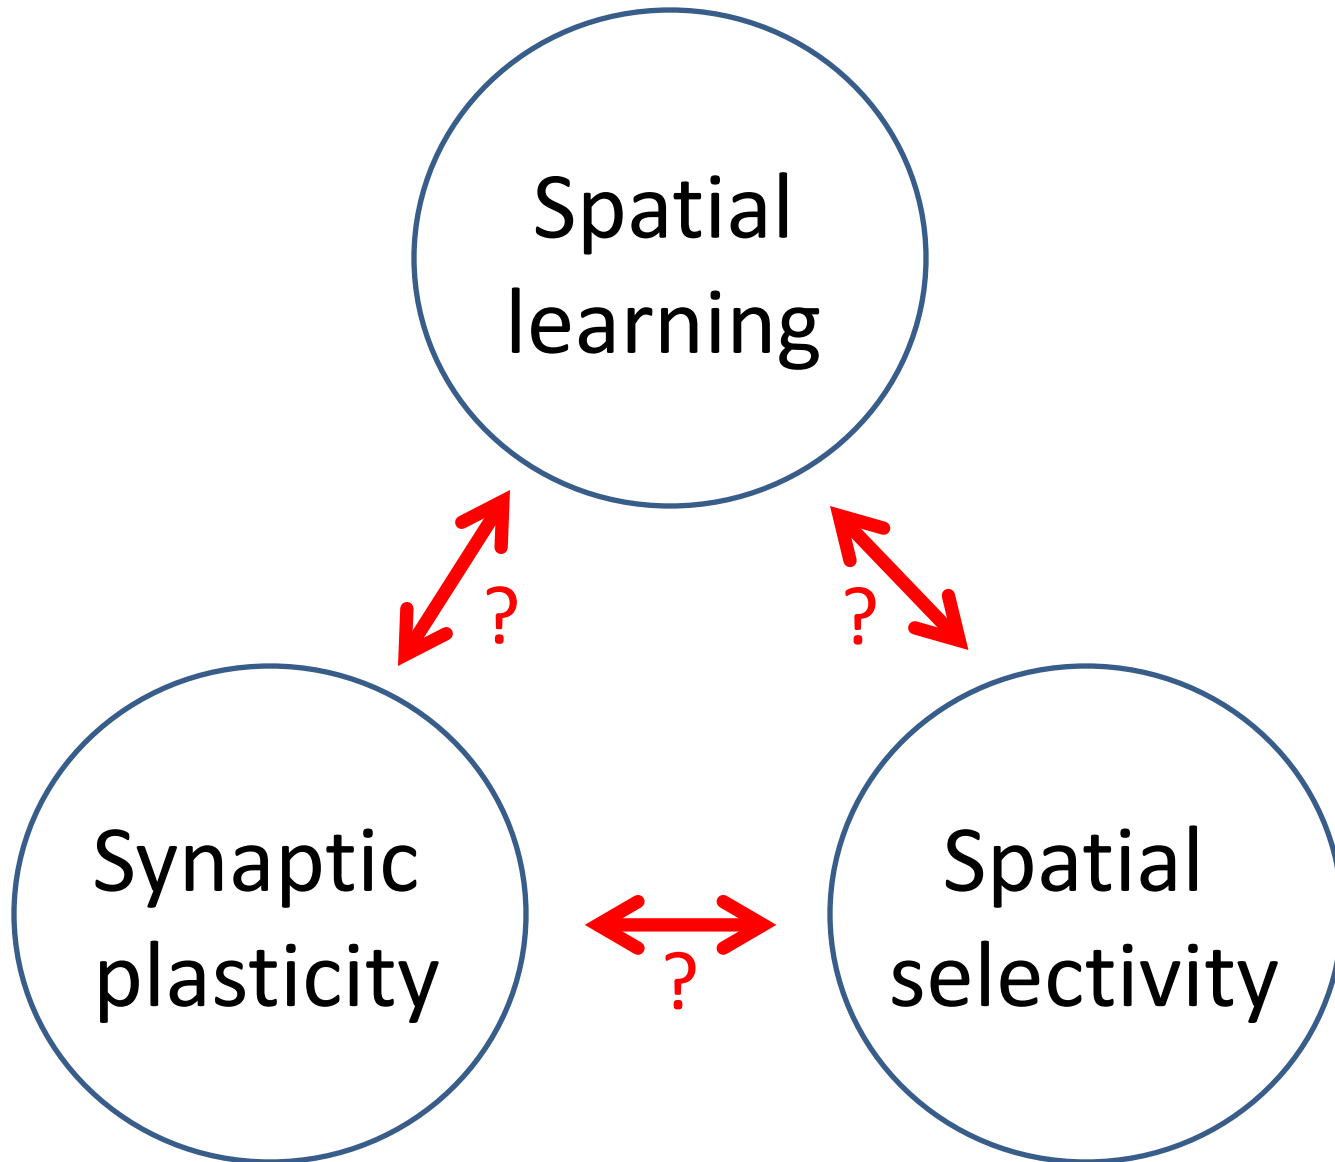 Spatial
learning
?
?
Synaptic
plasticity
?
Spatial
selectivity